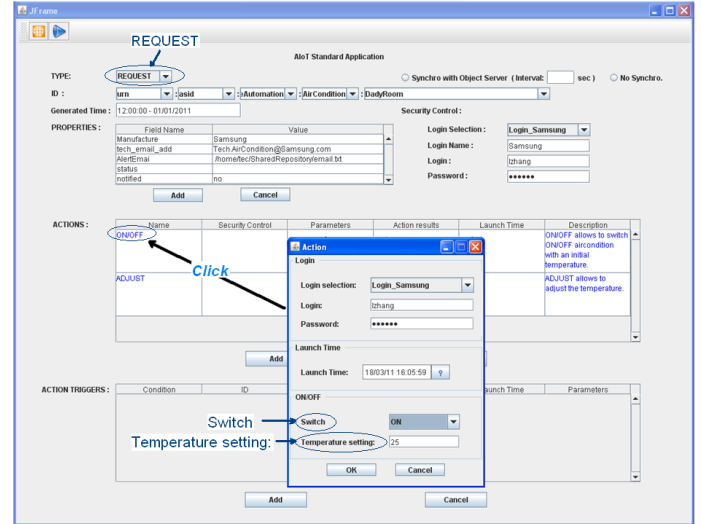 JFrame
REQUEST
AIoT Standard Application
TYPE: REQUEST Synchro with Object Server ( Interval: sec ) No Synchro.
ID : urn : asid : :Automation : :AirCondition : DadyRoom
Generated Time : 12:00:00 - 01/01/2011 Security Control :
PROPERTIES : Field Name Value Login Selection : Login_Samsung
Manufacture Samsung Login Name : Samsung
tech_email_add Tech.AirCondition@Samsung.com
AlertEmai /home/tec/SharedRepository/email.txt Login : lzhang
status
notified no Password : ••••••
Add Cancel
ACTIONS : Name Security Control Parameters Action results Launch Time Description
ON/OFF ON/OFF allows to switch
ON/OFF aircondition
with an initial
temperature.
ADJUST ADJUST allows to
adjust the temperature.
Click
Add
Action
Login
Login selection: Login_Samsung
Login: lzhang
Password: ••••••
Launch Time
Launch Time: 18/03/11 16:05:59 ?
ON/OFF
Switch Switch ON
Temperature setting: Temperature setting: 25
OK Cancel
ACTION TRIGGERS : Condition ID Launch Time Parameters
Add Cancel